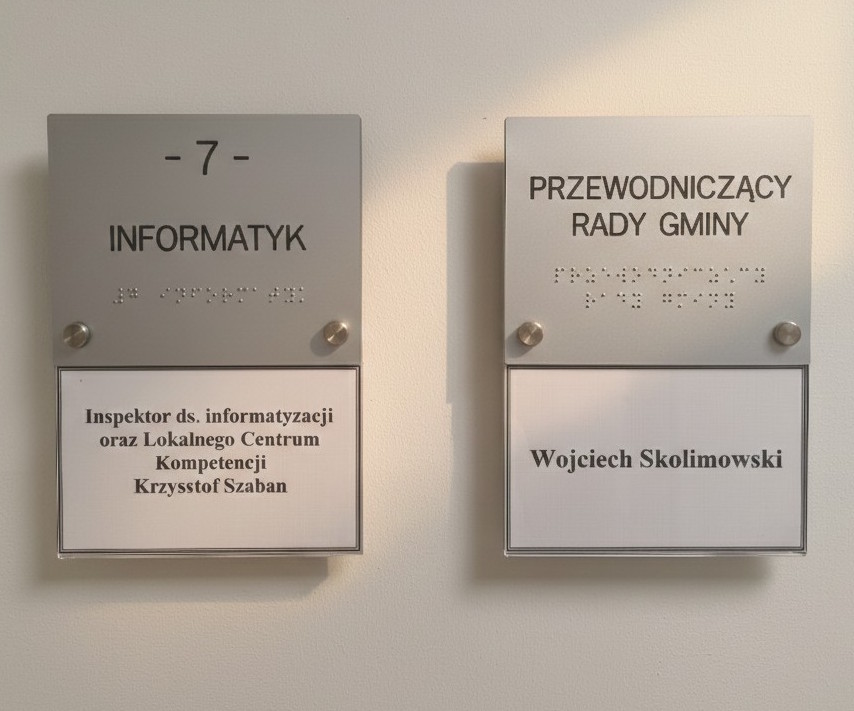 - 7 -
INFORMATYK
Inspektor ds. informatyzacji
oraz Lokalnego Centrum
Kompetencji
Krzysstof Szaban
PRZEWODNICZĄCY
RADY GMINY
Wojciech Skolimowski